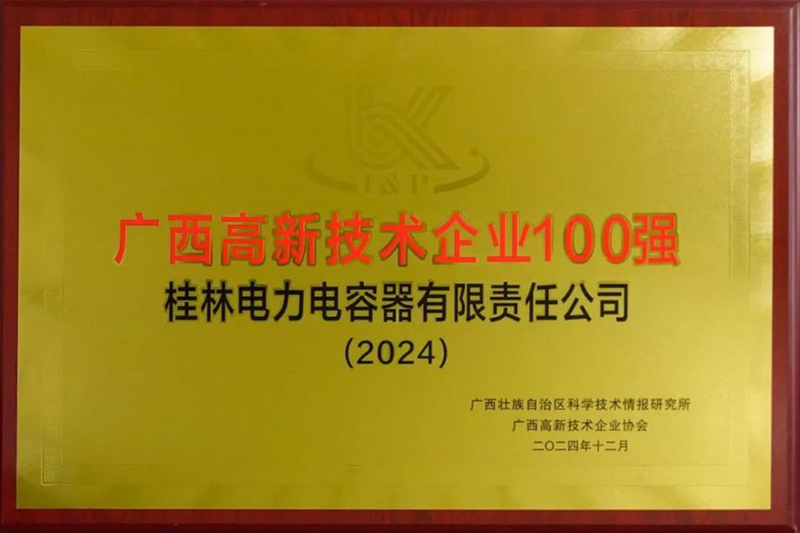 I&P
广西高新技术企业100强
桂林电力电容器有限责任公司
(2024)
广西壮族自治区科学技术情报研究所
广西高新技术企业协会
二〇二四年十二月